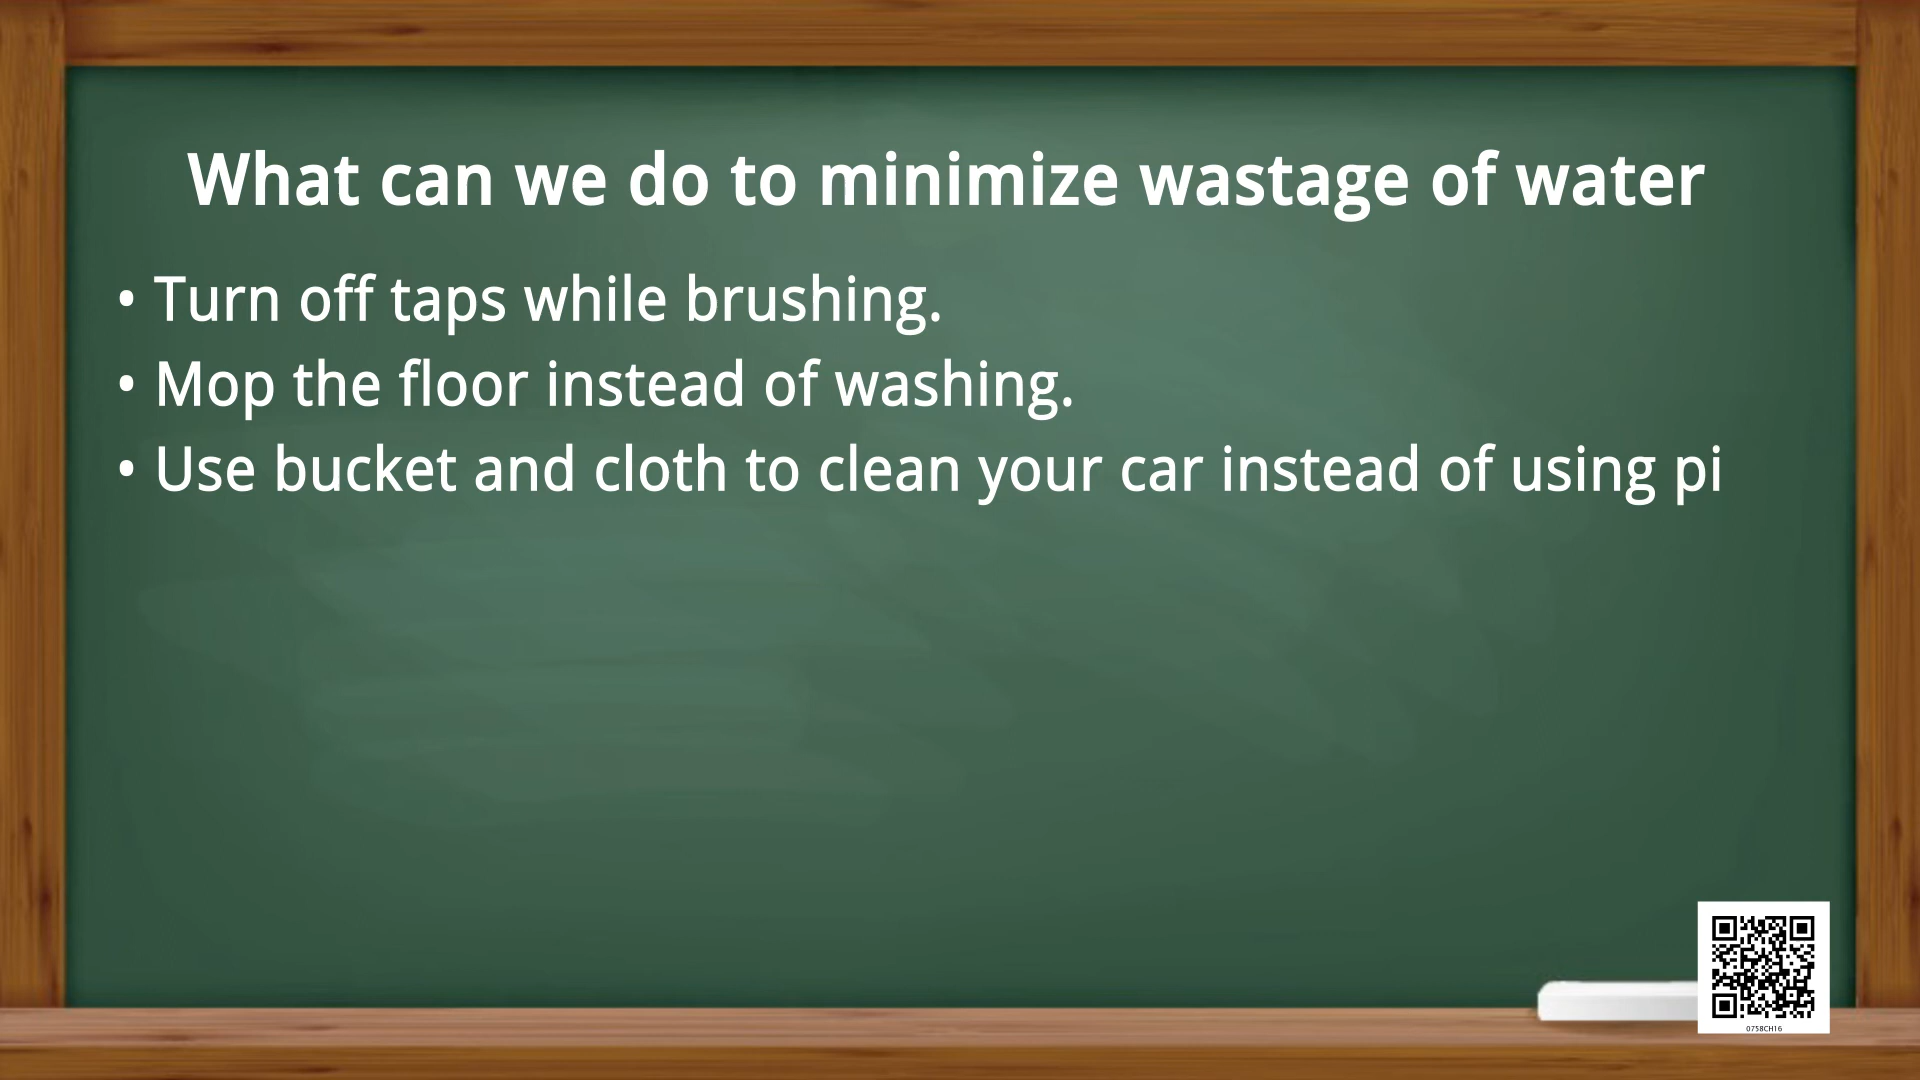 What can we do to minimize wastage of water
• Turn off taps while brushing.
• Mop the floor instead of washing.
• Use bucket and cloth to clean your car instead of using pi
0758CH16